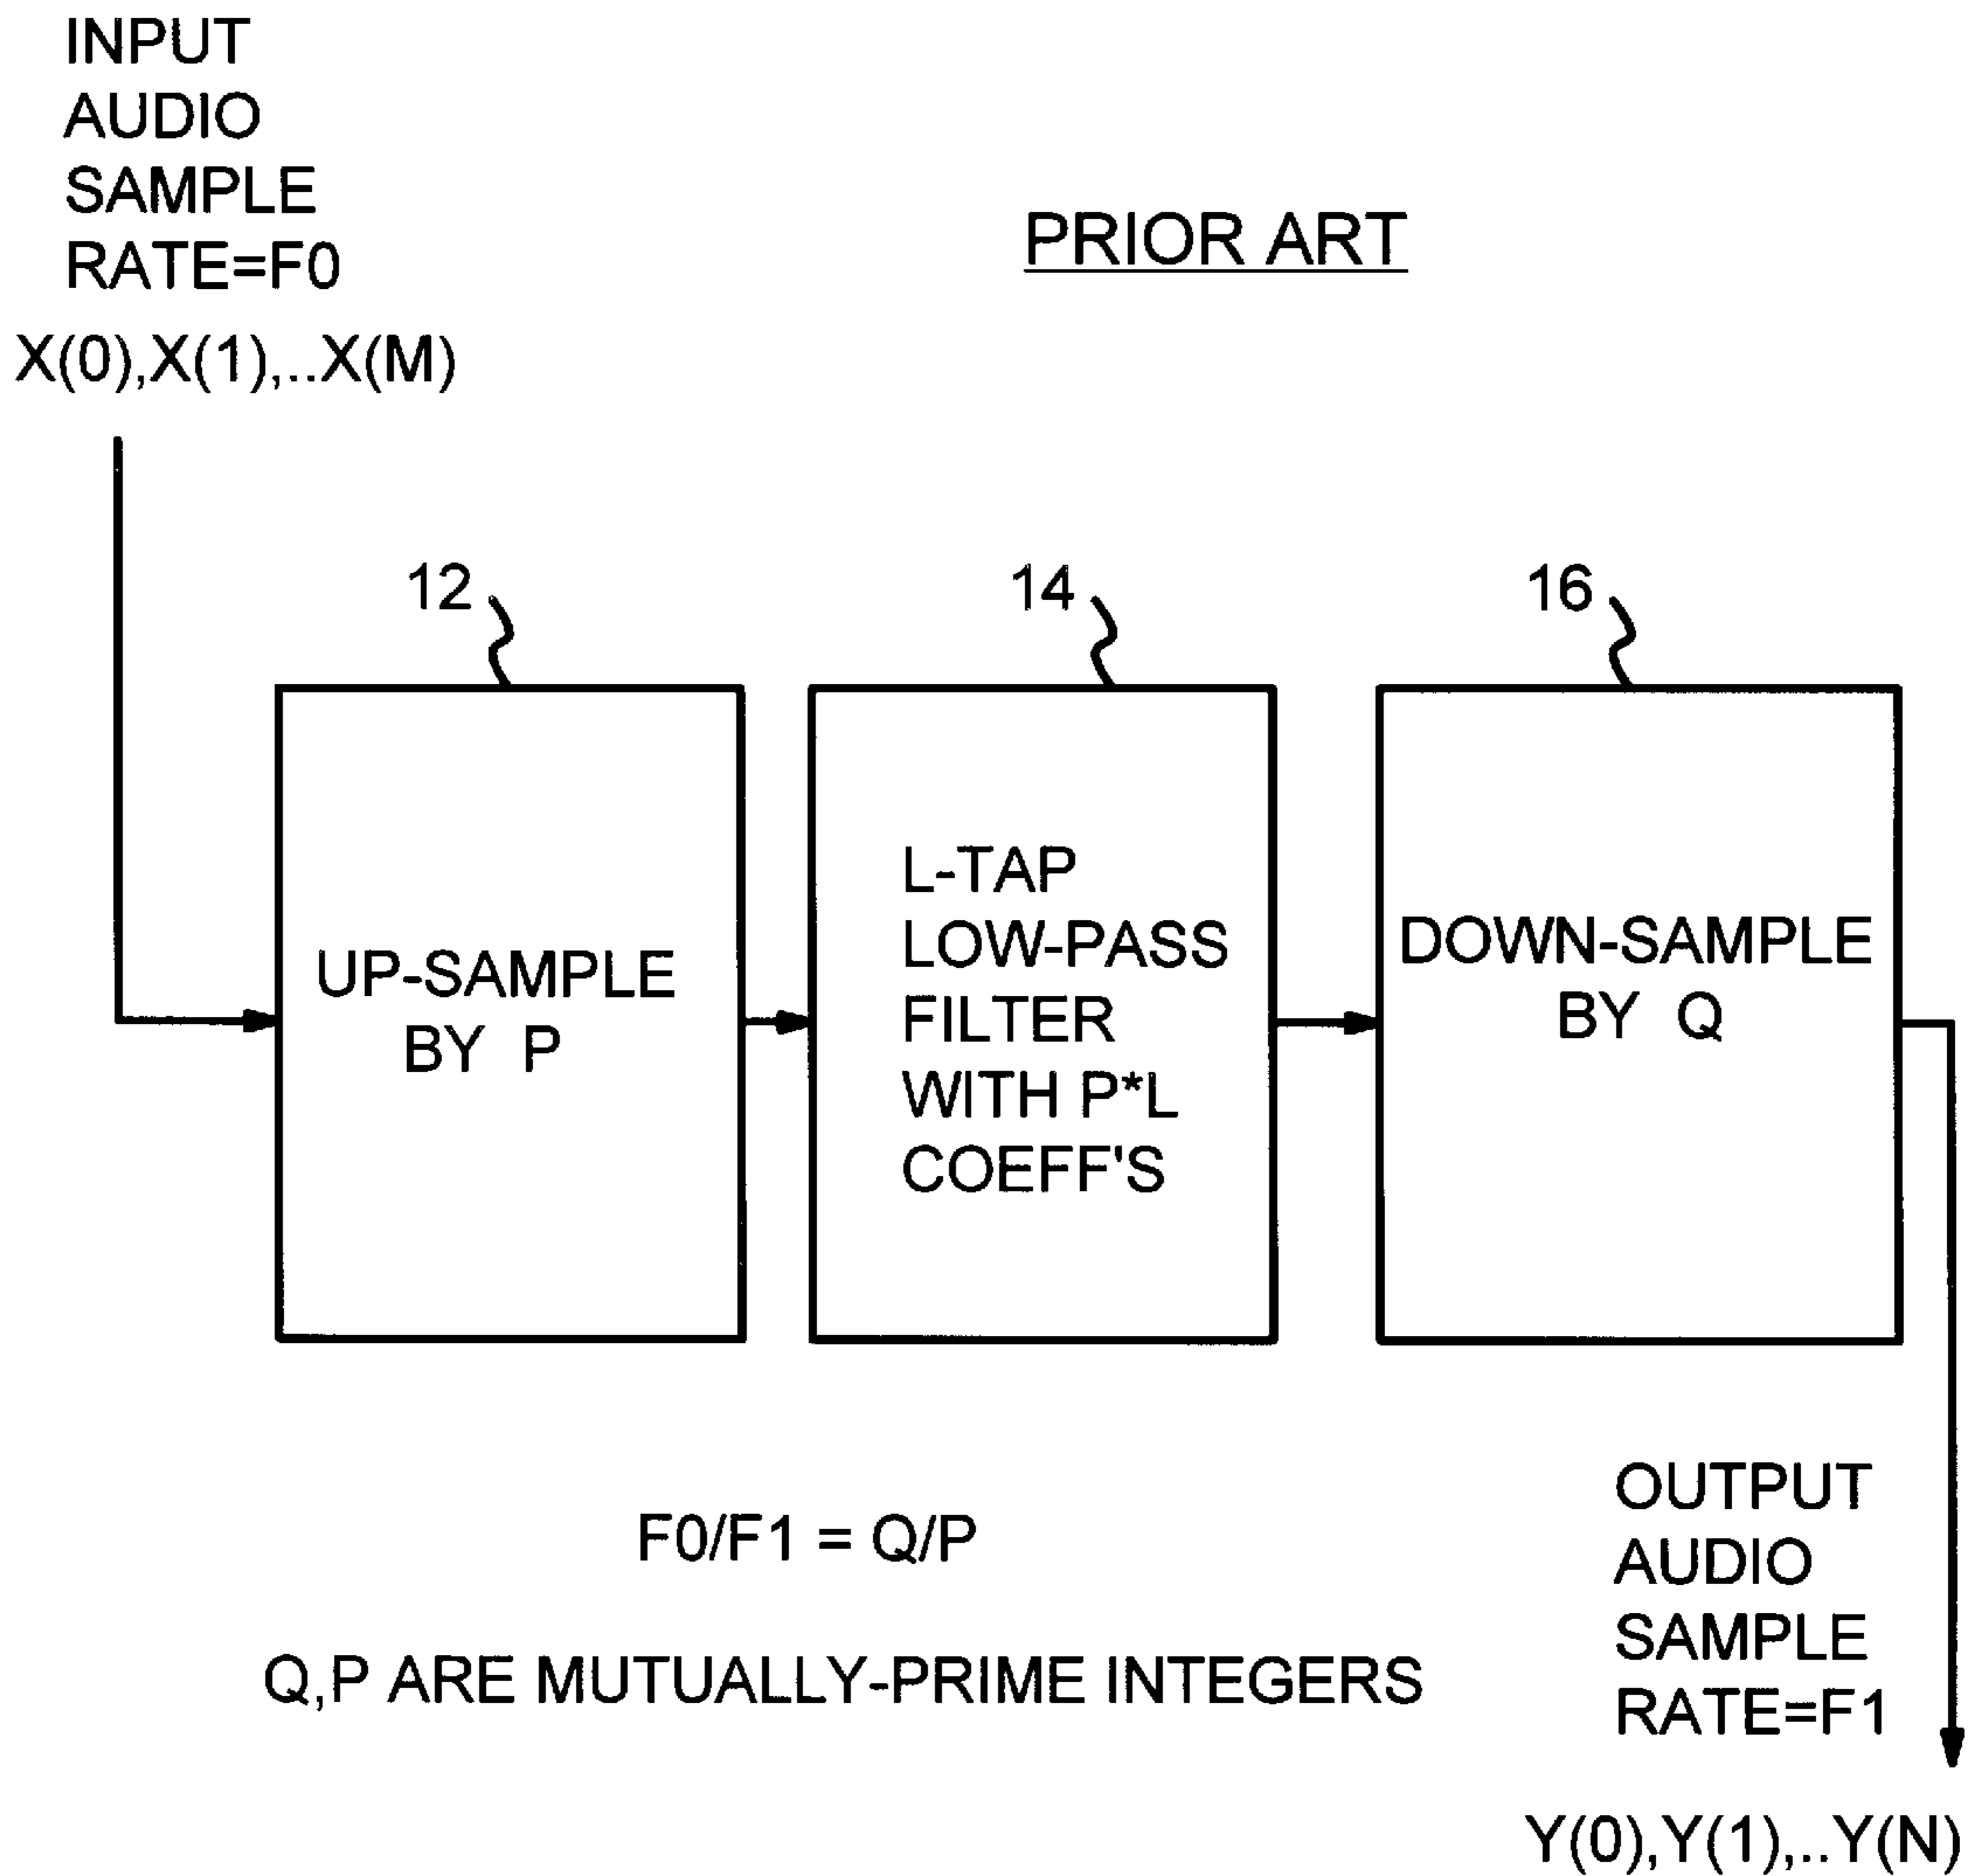 INPUT
AUDIO
SAMPLE
RATE=F0
X(0),X(1),..X(M)
PRIOR ART
12
14
16
UP-SAMPLE
BY P
L-TAP
LOW-PASS
FILTER
WITH P*L
COEFF'S
DOWN-SAMPLE
BY Q
F0/F1 = Q/P
Q,P ARE MUTUALLY-PRIME INTEGERS
OUTPUT
AUDIO
SAMPLE
RATE=F1
Y(0),Y(1),..Y(N)